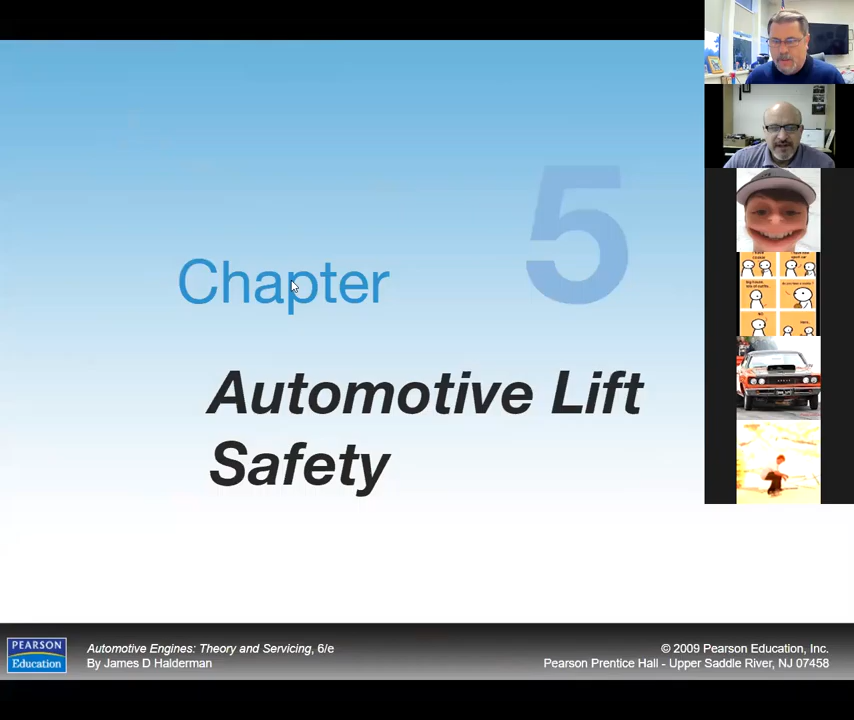 5
Chapter
Automotive Lift
Safety
PEARSON
Education
Automotive Engines: Theory and Servicing, 6/e
By James D Halderman
© 2009 Pearson Education, Inc.
Pearson Prentice Hall - Upper Saddle River, NJ 07458